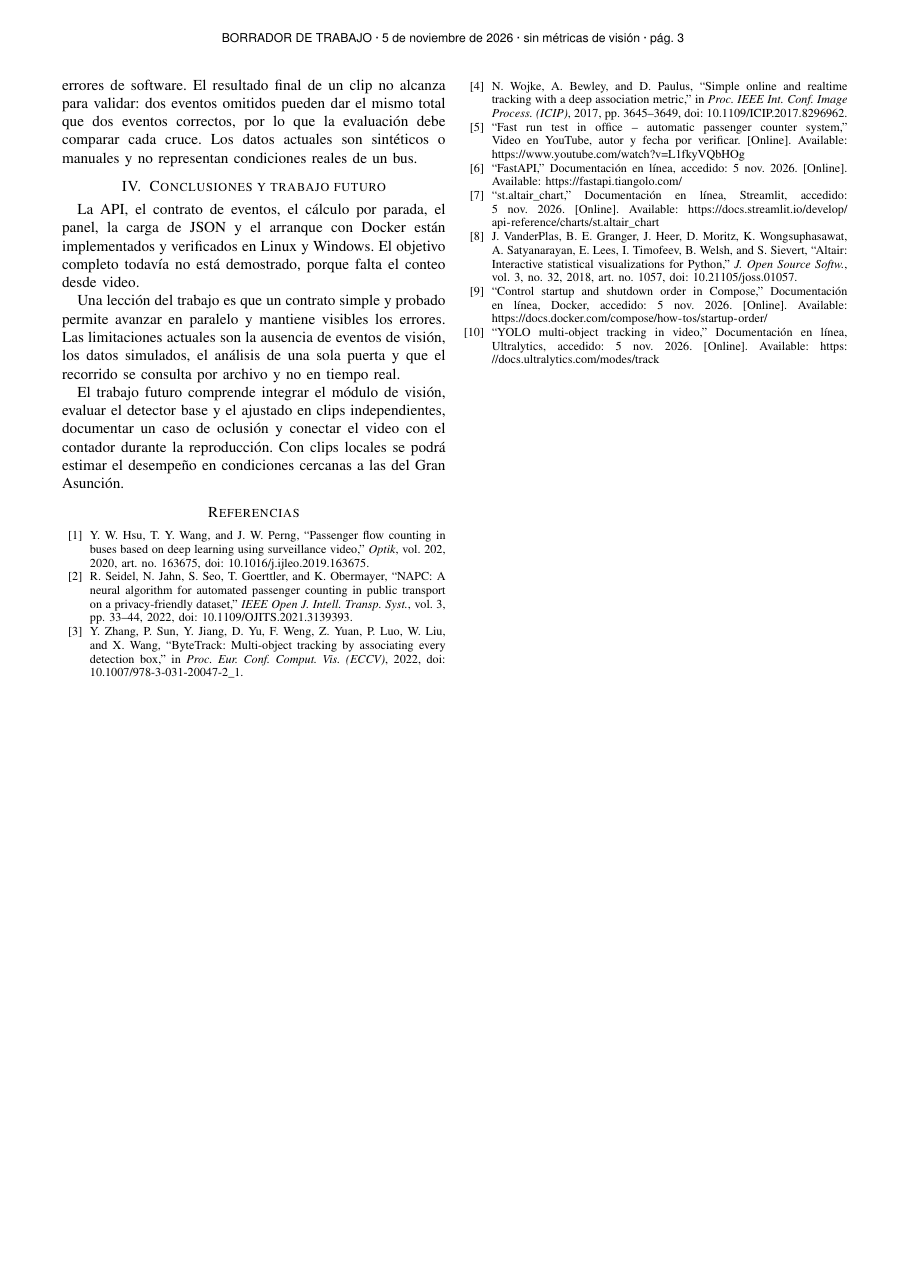 BORRADOR DE TRABAJO · 5 de noviembre de 2026 · sin métricas de visión · pág. 3
errores de software. El resultado final de un clip no alcanza
para validar: dos eventos omitidos pueden dar el mismo total
que dos eventos correctos, por lo que la evaluación debe
comparar cada cruce. Los datos actuales son sintéticos o
manuales y no representan condiciones reales de un bus.
IV. CONCLUSIONES Y TRABAJO FUTURO
La API, el contrato de eventos, el cálculo por parada, el
panel, la carga de JSON y el arranque con Docker están
implementados y verificados en Linux y Windows. El objetivo
completo todavía no está demostrado, porque falta el conteo
desde video.
Una lección del trabajo es que un contrato simple y probado
permite avanzar en paralelo y mantiene visibles los errores.
Las limitaciones actuales son la ausencia de eventos de visión,
los datos simulados, el análisis de una sola puerta y que el
recorrido se consulta por archivo y no en tiempo real.
El trabajo futuro comprende integrar el módulo de visión,
evaluar el detector base y el ajustado en clips independientes,
documentar un caso de oclusión y conectar el video con el
contador durante la reproducción. Con clips locales se podrá
estimar el desempeño en condiciones cercanas a las del Gran
Asunción.
REFERENCIAS
[1] Y. W. Hsu, T. Y. Wang, and J. W. Perng, “Passenger flow counting in
buses based on deep learning using surveillance video,” Optik, vol. 202,
2020, art. no. 163675, doi: 10.1016/j.ijleo.2019.163675.
[2] R. Seidel, N. Jahn, S. Seo, T. Goerttler, and K. Obermayer, “NAPC: A
neural algorithm for automated passenger counting in public transport
on a privacy-friendly dataset,” IEEE Open J. Intell. Transp. Syst., vol. 3,
pp. 33–44, 2022, doi: 10.1109/OJITS.2021.3139393.
[3] Y. Zhang, P. Sun, Y. Jiang, D. Yu, F. Weng, Z. Yuan, P. Luo, W. Liu,
and X. Wang, “ByteTrack: Multi-object tracking by associating every
detection box,” in Proc. Eur. Conf. Comput. Vis. (ECCV), 2022, doi:
10.1007/978-3-031-20047-2_1.
[4] N. Wojke, A. Bewley, and D. Paulus, “Simple online and realtime
tracking with a deep association metric,” in Proc. IEEE Int. Conf. Image
Process. (ICIP), 2017, pp. 3645–3649, doi: 10.1109/ICIP.2017.8296962.
[5] “Fast run test in office – automatic passenger counter system,”
Video en YouTube, autor y fecha por verificar. [Online]. Available:
https://www.youtube.com/watch?v=L1fkyVQbHOg
[6] “FastAPI,” Documentación en línea, accedido: 5 nov. 2026. [Online].
Available: https://fastapi.tiangolo.com/
[7] “st.altair_chart,” Documentación en línea, Streamlit, accedido:
5 nov. 2026. [Online]. Available: https://docs.streamlit.io/develop/
api-reference/charts/st.altair_chart
[8] J. VanderPlas, B. E. Granger, J. Heer, D. Moritz, K. Wongsuphasawat,
A. Satyanarayan, E. Lees, I. Timofeev, B. Welsh, and S. Sievert, “Altair:
Interactive statistical visualizations for Python,” J. Open Source Softw.,
vol. 3, no. 32, 2018, art. no. 1057, doi: 10.21105/joss.01057.
[9] “Control startup and shutdown order in Compose,” Documentación
en línea, Docker, accedido: 5 nov. 2026. [Online]. Available:
https://docs.docker.com/compose/how-tos/startup-order/
[10] “YOLO multi-object tracking in video,” Documentación en línea,
Ultralytics, accedido: 5 nov. 2026. [Online]. Available: https:
//docs.ultralytics.com/modes/track